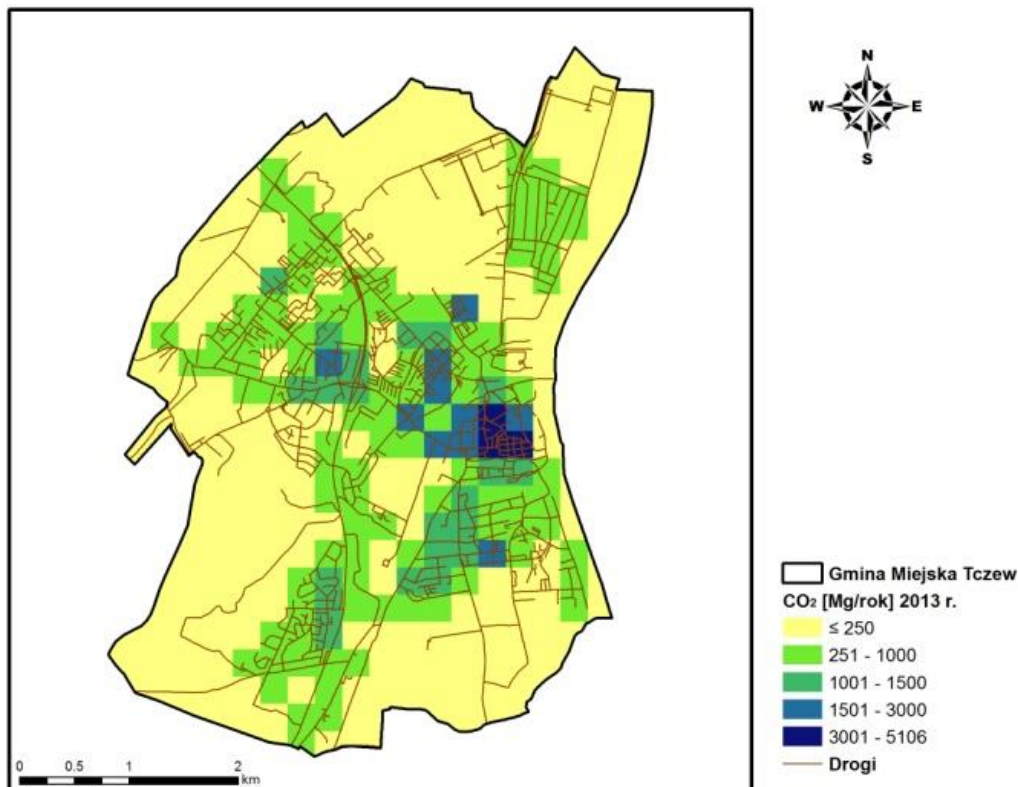 N
W E
S
Gmina Miejska Tczew
CO₂ [Mg/rok] 2013 r.
≤ 250
251 - 1000
1001 - 1500
1501 - 3000
3001 - 5106
Drogi
0 0.5 1 2
km